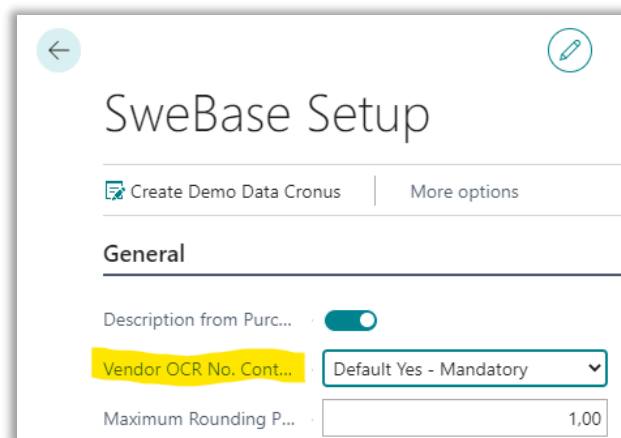 SweBase Setup
Create Demo Data Cronus More options
General
Description from Purc...
Vendor OCR No. Cont... Default Yes - Mandatory
Maximum Rounding P... 1,00